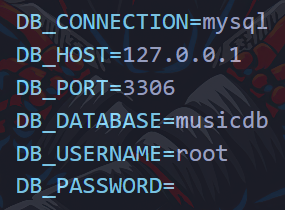 DB_CONNECTION=mysql
DB_HOST=127.0.0.1
DB_PORT=3306
DB_DATABASE=musicdb
DB_USERNAME=root
DB_PASSWORD=